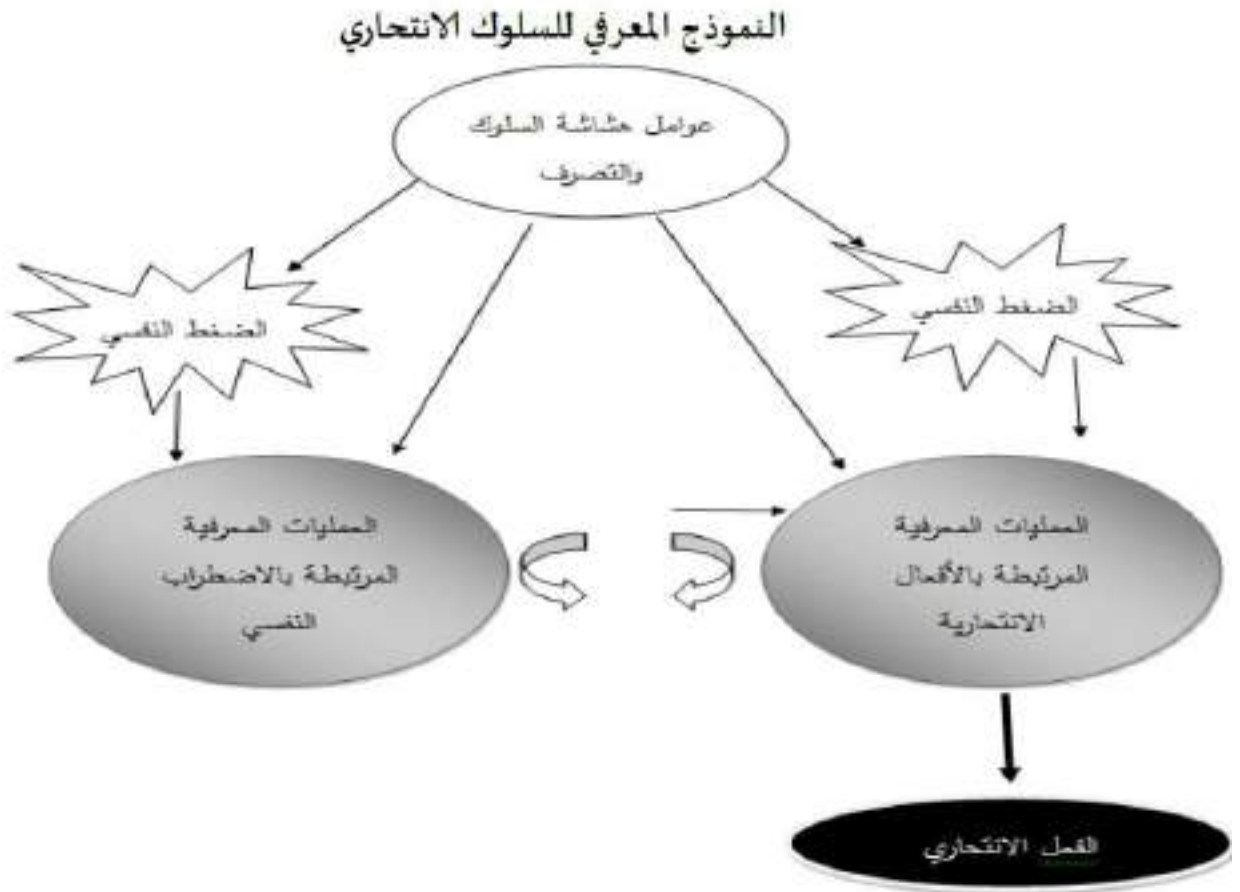 النموذج المعرفي للسلوك الانتحاري
عوامل هشاشة السلوك
والتصرف
الضغط النفسي
الضغط النفسي
العمليات المعرفية
المرتبطة بالأفعال
الانتحارية
العمليات المعرفية
المرتبطة بالاضطراب
النفسي
الفعل الانتحاري